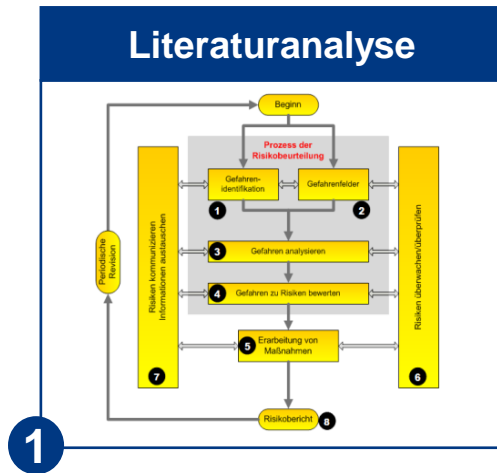 Literaturanalyse
Beginn
Prozess der
Risikobeurteilung
Gefahren-
identifikation
1
Gefahrenfelder
2
3
Gefahren analysieren
4
Gefahren zu Risiken bewerten
5
Erarbeitung von
Maßnahmen
Risiken kommunizieren
Informationen austauschen
7
Risiken überwachen/überprüfen
6
Periodische
Revision
Risikobericht
8
1